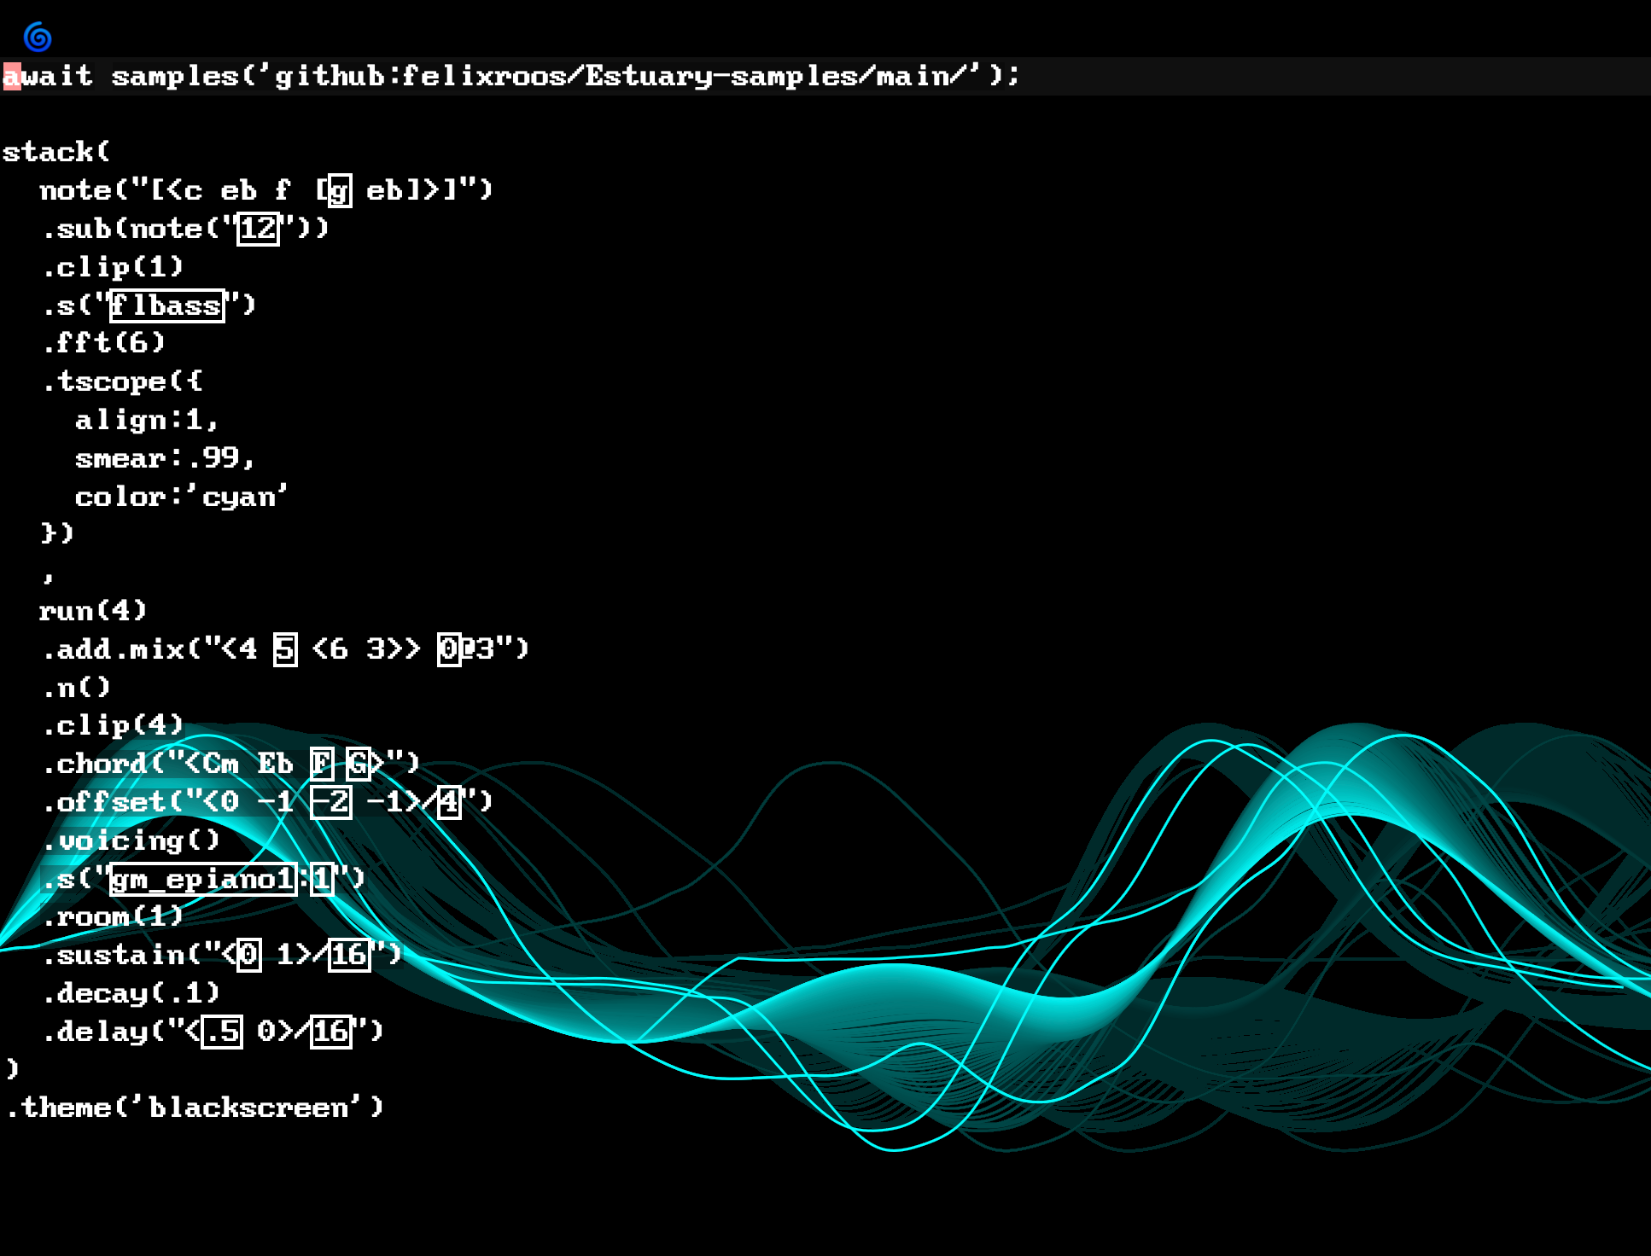 await samples('github:felixroos/Estuary-samples/main/');
stack(
  note("[<c eb f [g eb]>]")
  .sub(note("12"))
  .clip(1)
  .s("flbass")
  .fft(6)
  .tscope({
    align:1,
    smear:.99,
    color:'cyan'
  })
  ,
  run(4)
  .add.mix("<4 5 <6 3>> 0@3")
  .n()
  .clip(4)
  .chord("<Cm Eb F G>")
  .offset("<0 -1 -2 -1>/4")
  .voicing()
  .s("gm_epiano1:1")
  .room(1)
  .sustain("<0 1>/16")
  .decay(.1)
  .delay("<.5 0>/16")
)
.theme('blackscreen')